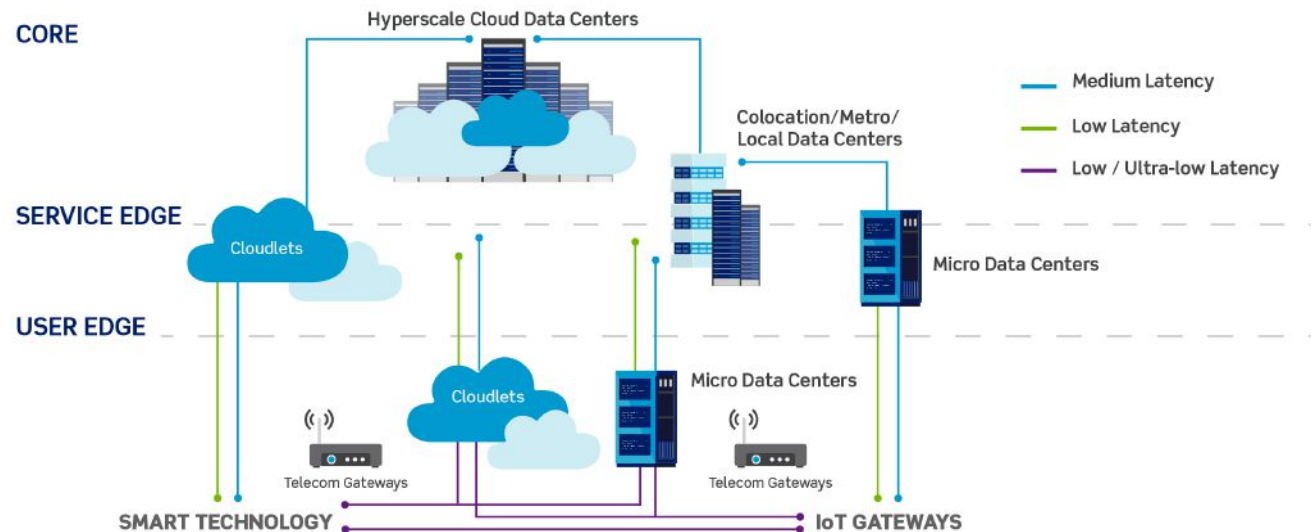 CORE
Hyperscale Cloud Data Centers
Medium Latency
Low Latency
Low / Ultra-low Latency
Colocation/Metro/
Local Data Centers
SERVICE EDGE
Cloudlets
Micro Data Centers
USER EDGE
Cloudlets
Micro Data Centers
Telecom Gateways
Telecom Gateways
SMART TECHNOLOGY
IoT GATEWAYS